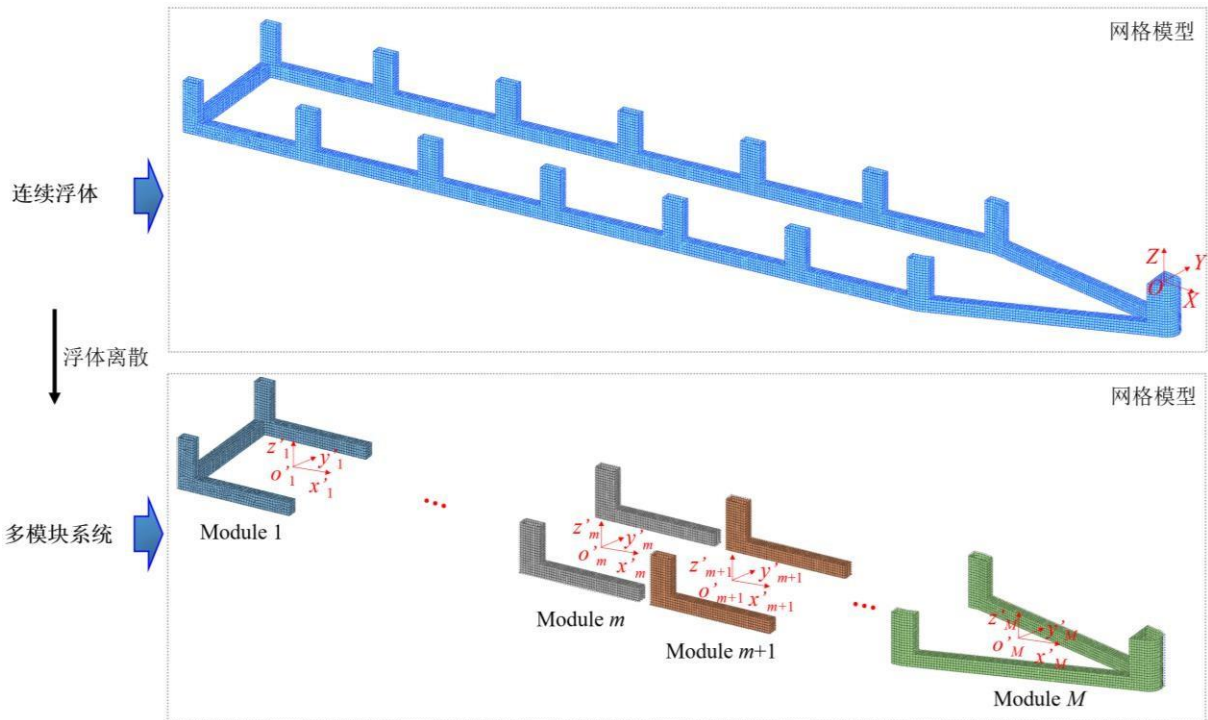 网格模型
连续浮体
Z
Y
O
X
浮体离散
网格模型
z'1
y'1
o'1
x'1
Module 1
...
多模块系统
z'm
y'm
o'm
x'm
Module m
z'm+1
y'm+1
o'm+1
x'm+1
Module m+1
...
z'M
y'M
o'M
x'M
Module M